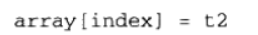 array[index] = t2